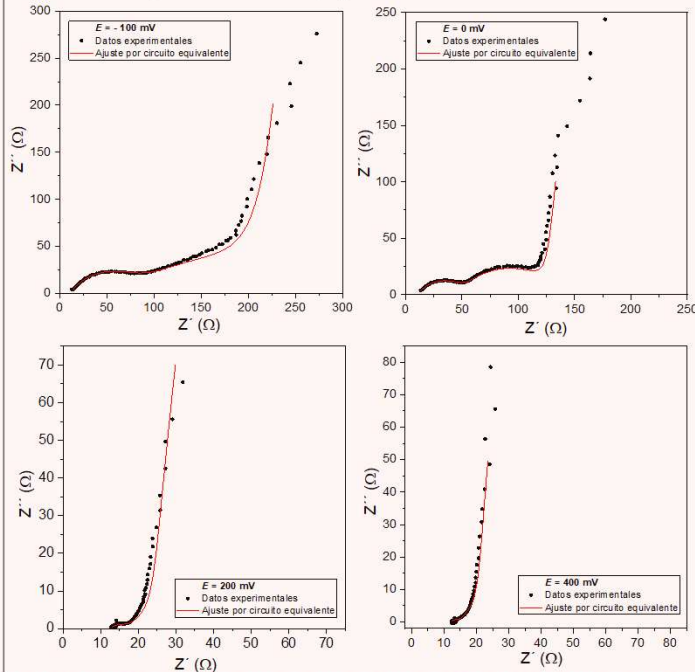 E = - 100 mV
Datos experimentales
Ajuste por circuito equivalente
Z´´ (Ω)
300
250
200
150
100
50
0
0 50 100 150 200 250 300
Z´ (Ω)
E = 0 mV
Datos experimentales
Ajuste por circuito equivalente
Z´´ (Ω)
250
200
150
100
50
0
0 50 100 150 200 250
Z´ (Ω)
70
60
50
40
30
20
10
0
Z´´ (Ω)
E = 200 mV
Datos experimentales
Ajuste por circuito equivalente
0 10 20 30 40 50 60 70
Z´ (Ω)
80
70
60
50
40
30
20
10
0
Z´´ (Ω)
E = 400 mV
Datos experimentales
Ajuste por circuito equivalente
0 10 20 30 40 50 60 70 80
Z´ (Ω)